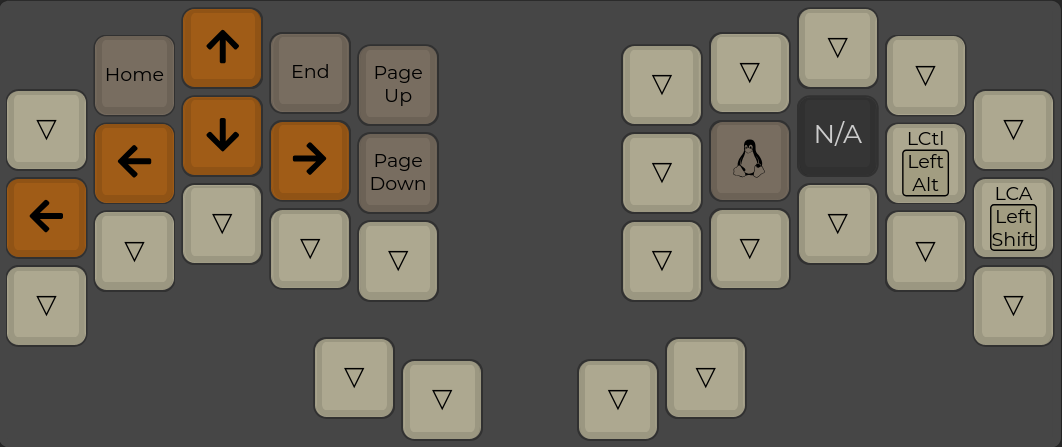 Home
End
Page
Up
N/A
LCtl
Left
Alt
Page
Down
LCA
Left
Shift